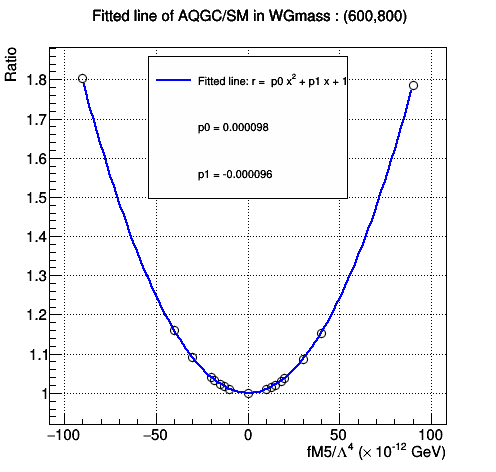 Fitted line of AQGC/SM in WGmass : (600,800)
Ratio
Fitted line: r = p0 x² + p1 x + 1
p0 = 0.000098
p1 = -0.000096
1.8
1.7
1.6
1.5
1.4
1.3
1.2
1.1
1
−100 −50 0 50 100
fM5/Λ⁴ (× 10⁻¹² GeV)